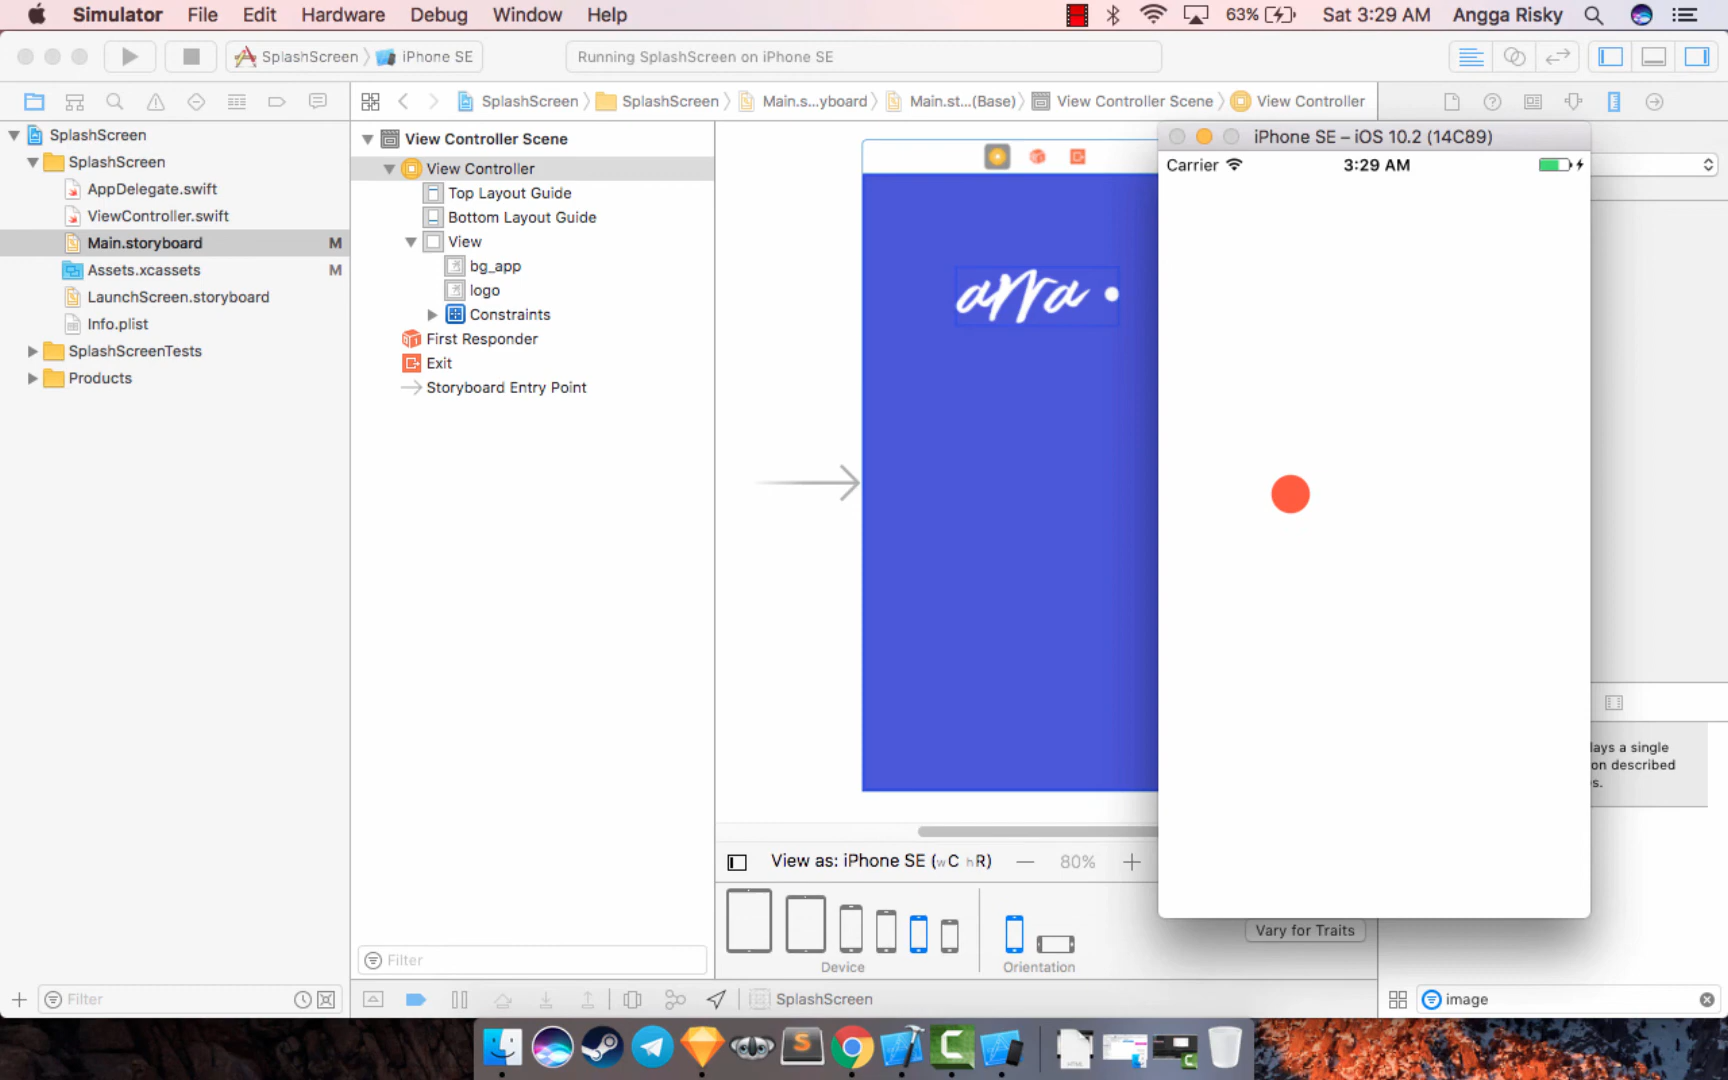 Simulator File Edit Hardware Debug Window Help 63% Sat 3:29 AM Angga Risky
SplashScreen iPhone SE Running SplashScreen on iPhone SE
SplashScreen SplashScreen Main.s...yboard Main.st...(Base) View Controller Scene View Controller
SplashScreen
SplashScreen
AppDelegate.swift
ViewController.swift
Main.storyboard M
Assets.xcassets M
LaunchScreen.storyboard
Info.plist
SplashScreenTests
Products
Filter
View Controller Scene
View Controller
Top Layout Guide
Bottom Layout Guide
View
bg_app
logo
Constraints
First Responder
Exit
Storyboard Entry Point
Filter
arra
View as: iPhone SE (wC hR) 80%
Device
Orientation
Vary for Traits
SplashScreen
iPhone SE – iOS 10.2 (14C89)
Carrier 3:29 AM
lays a single
on described
s.
image